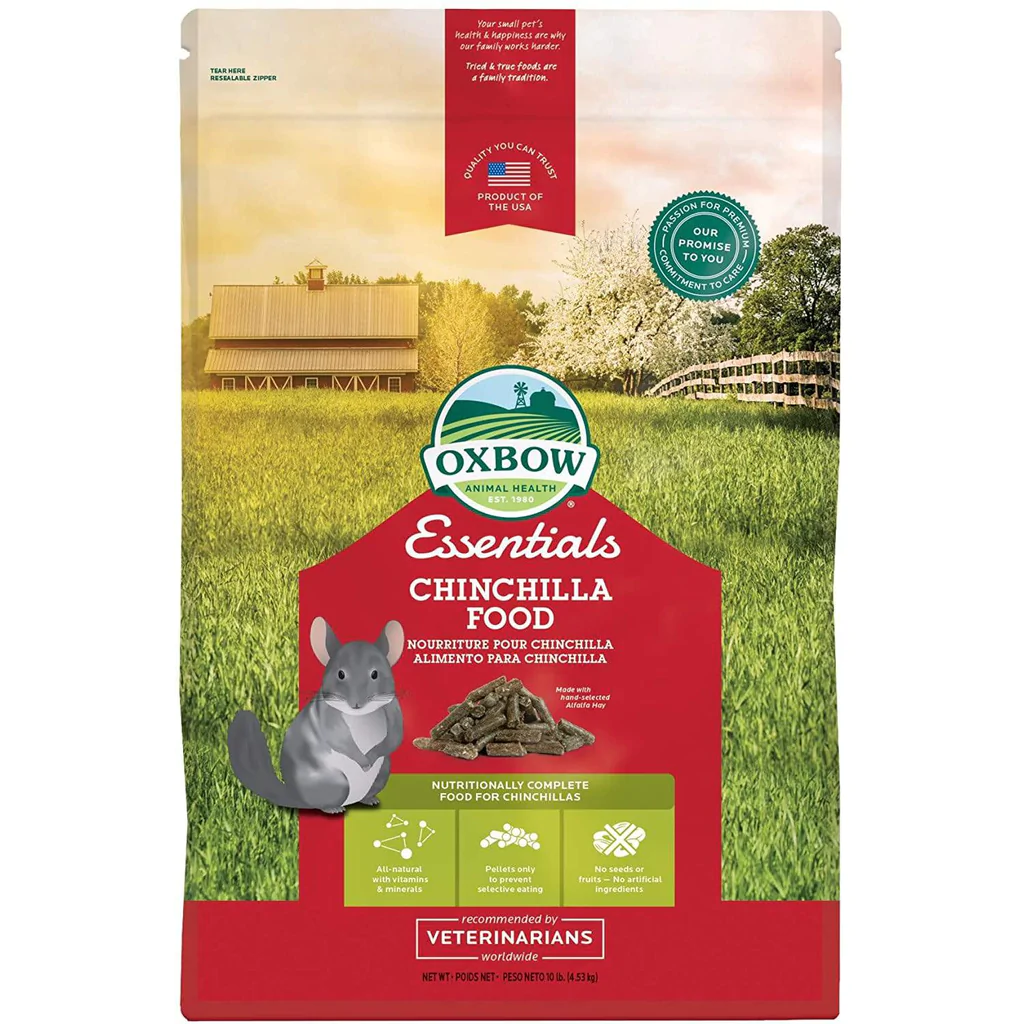 Your small pet's
health & happiness are why
our family works harder.
Tried & true foods are
a family tradition.
TEAR HERE
RESEALABLE ZIPPER
QUALITY YOU CAN TRUST
PRODUCT OF
THE USA
PASSION FOR PREMIUM
OUR
PROMISE
TO YOU
COMMITMENT TO CARE
OXBOW
ANIMAL HEALTH
EST. 1980
®
Essentials
CHINCHILLA
FOOD
NOURRITURE POUR CHINCHILLA
ALIMENTO PARA CHINCHILLA
Made with
hand-selected
Alfalfa Hay
NUTRITIONALLY COMPLETE
FOOD FOR CHINCHILLAS
All-natural
with vitamins
& minerals
Pellets only
to prevent
selective eating
No seeds or
fruits — No artificial
ingredients
recommended by
VETERINARIANS
worldwide
NET WT • POIDS NET • PESO NETO 10 lb. (4.53 kg)